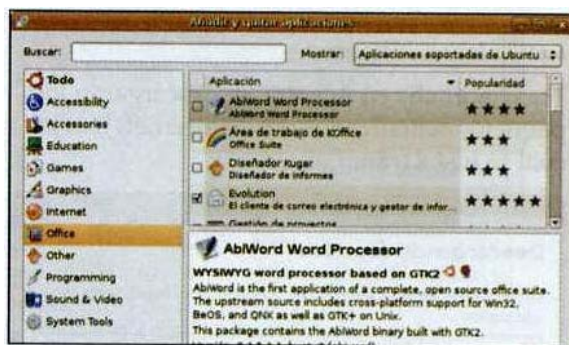 Añadir y quitar aplicaciones
Buscar:
Mostrar: Aplicaciones soportadas de Ubuntu
Todo
Accessibility
Accessories
Education
Games
Graphics
Internet
Office
Other
Programming
Sound & Video
System Tools
Aplicación Popularidad
AbiWord Word Processor
AbiWord Word Processor
Área de trabajo de KOffice
Office Suite
Diseñador Kugar
Diseñador de informes
Evolution
El cliente de correo electrónica y gestor de infor...
Gestión de proyectos
AbiWord Word Processor
WYSIWYG word processor based on GTK2
AbiWord is the first application of a complete, open source office suite.
The upstream source includes cross-platform support for Win32,
BeOS, and QNX as well as GTK+ on Unix.
This package contains the AbiWord binary built with GTK2.